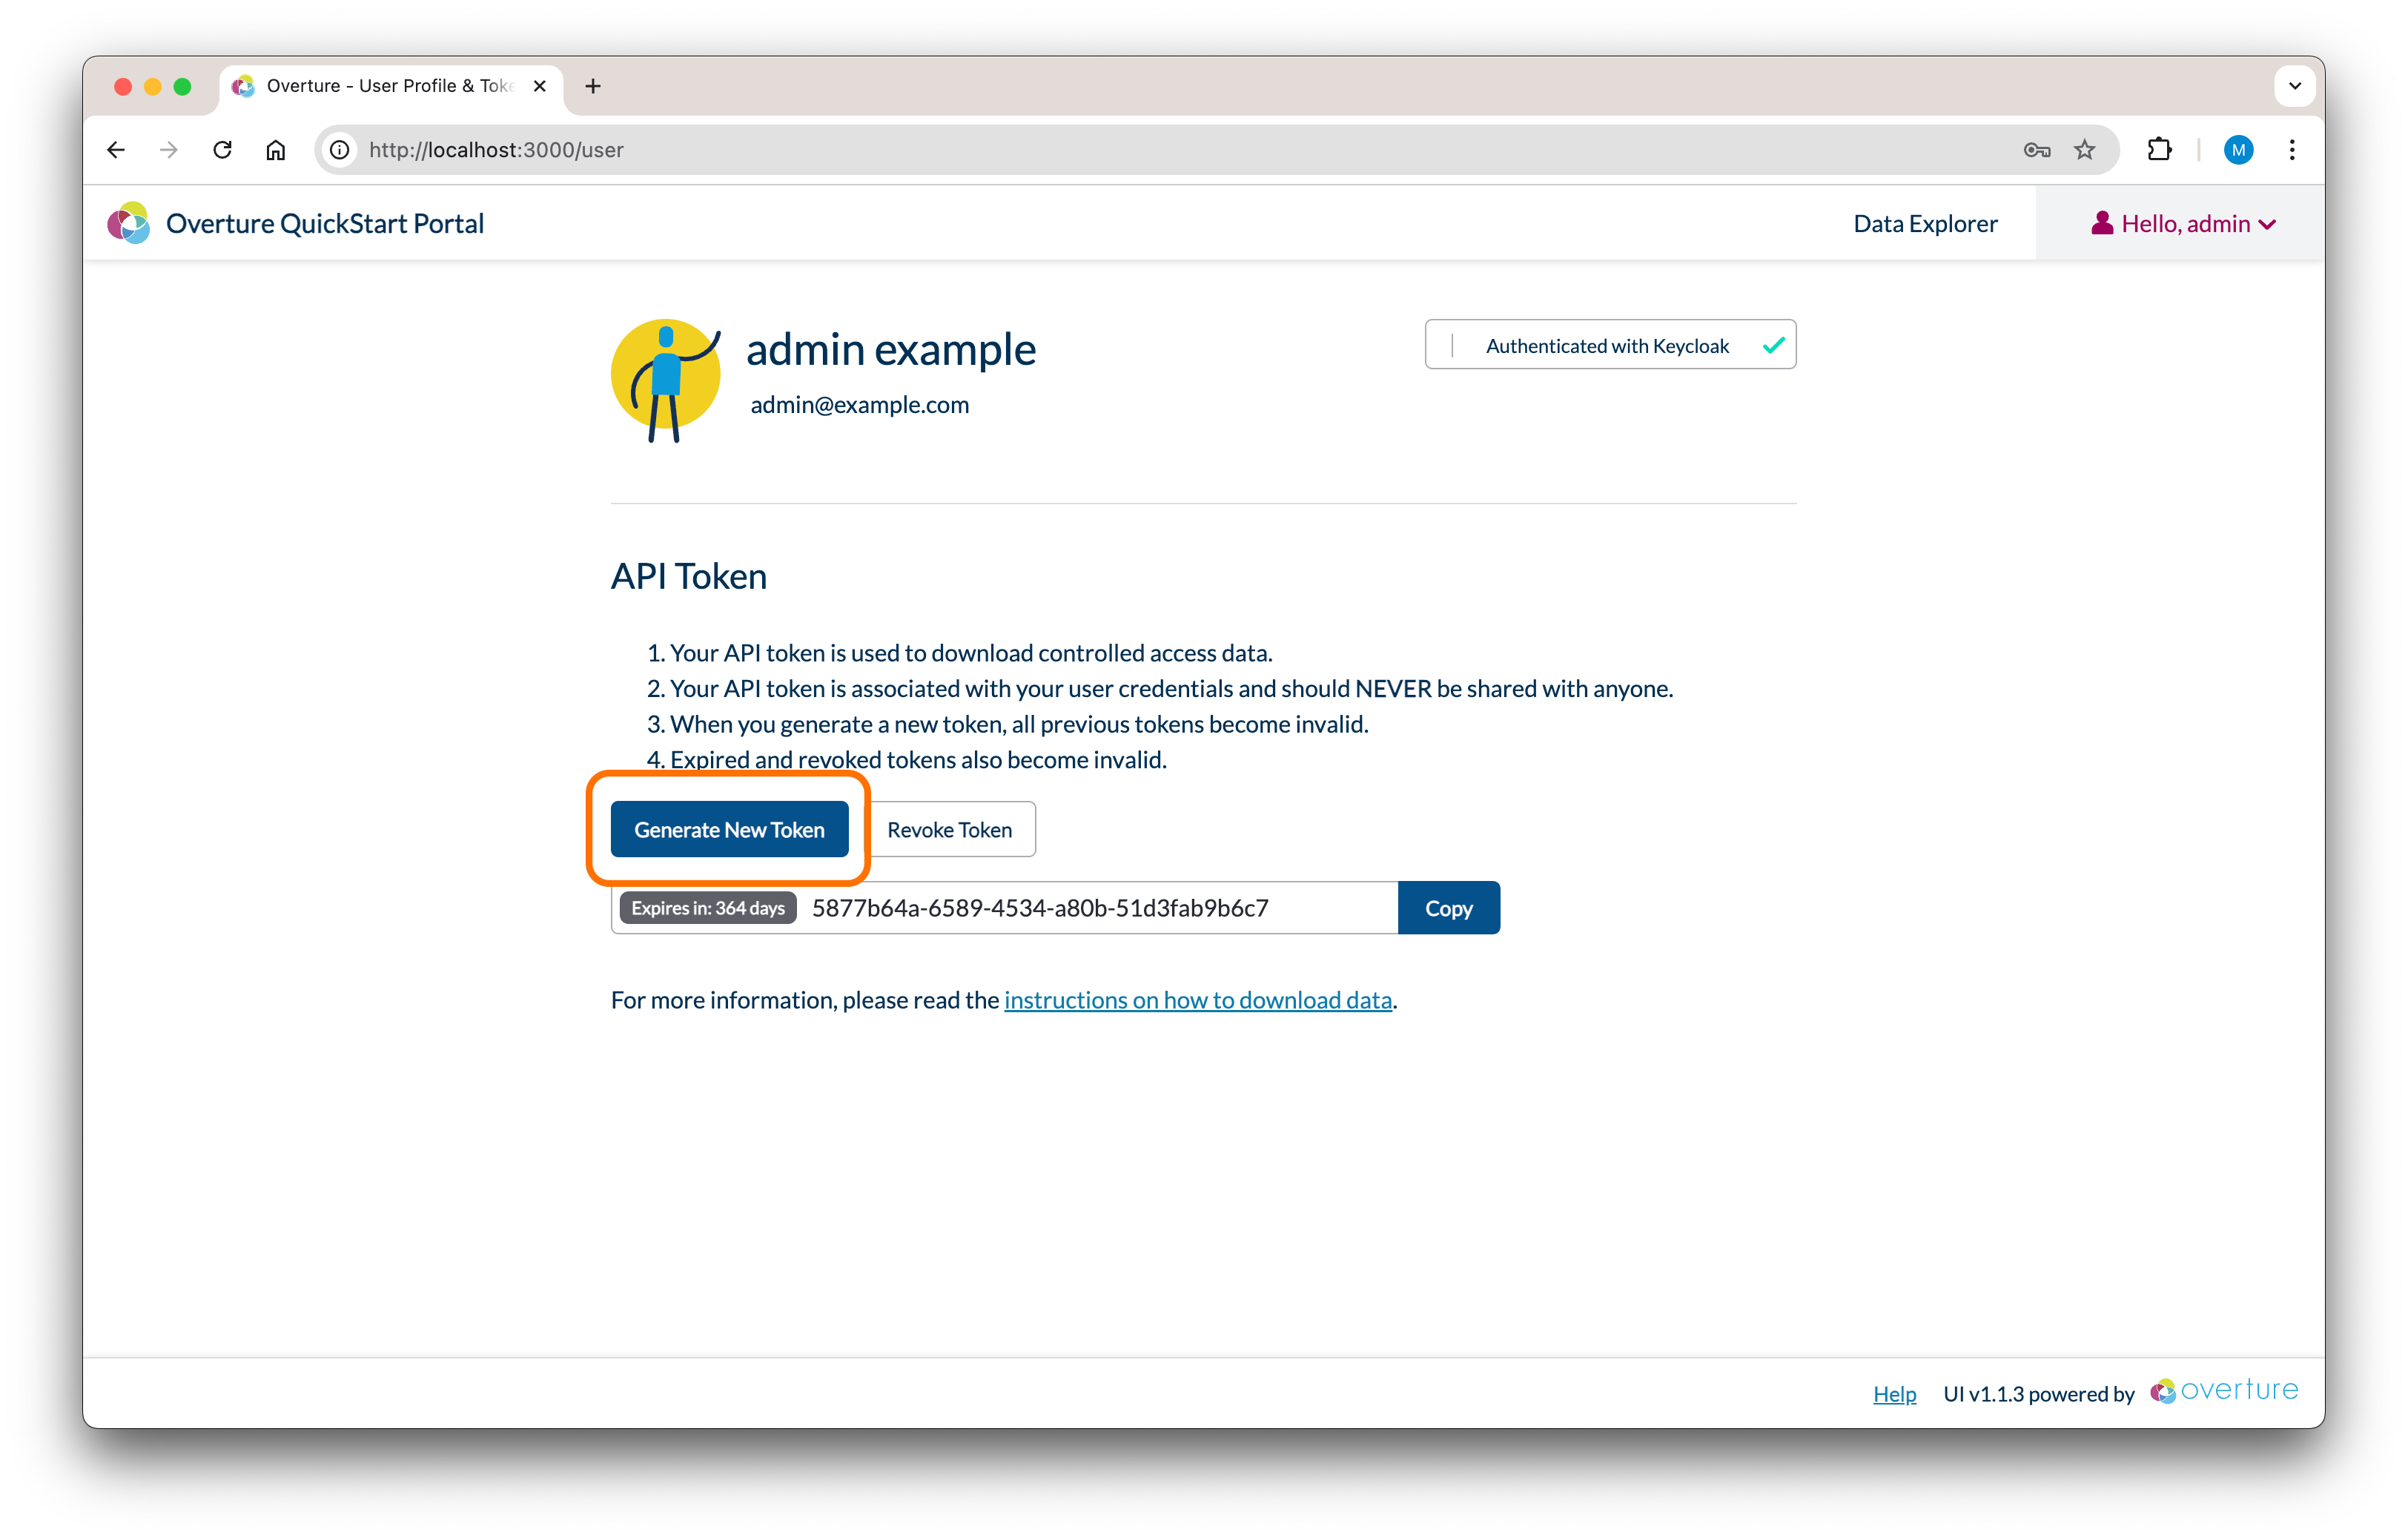 Overture - User Profile & Toke
http://localhost:3000/user
M
Overture QuickStart Portal
Data Explorer
Hello, admin
admin example
Authenticated with Keycloak
admin@example.com
API Token
1. Your API token is used to download controlled access data.
2. Your API token is associated with your user credentials and should NEVER be shared with anyone.
3. When you generate a new token, all previous tokens become invalid.
4. Expired and revoked tokens also become invalid.
Generate New Token
Revoke Token
Expires in: 364 days
5877b64a-6589-4534-a80b-51d3fab9b6c7
Copy
For more information, please read the instructions on how to download data.
Help
UI v1.1.3 powered by
overture